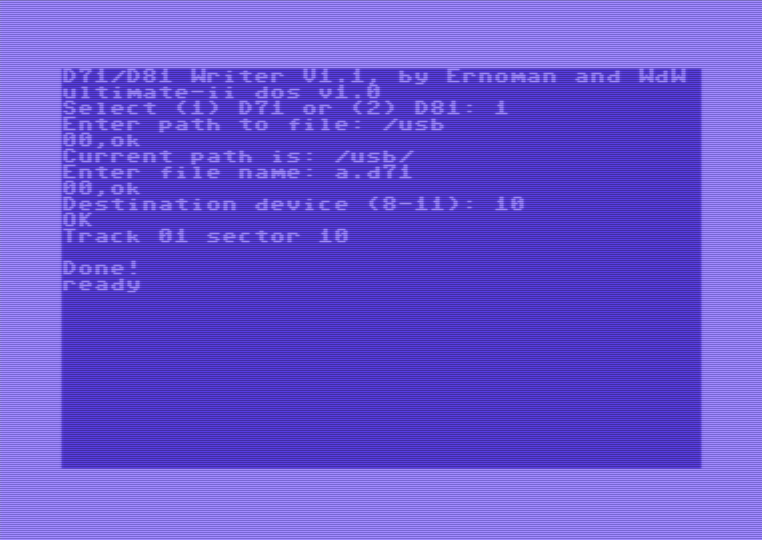 D71/D81 Writer V1.1, by Ernoman and WdW
ultimate-ii dos v1.0
Select (1) D71 or (2) D81: 1
Enter path to file: /usb
00,ok
Current path is: /usb/
Enter file name: a.d71
00,ok
Destination device (8-11): 10
OK
Track 01 sector 10
Done!
ready